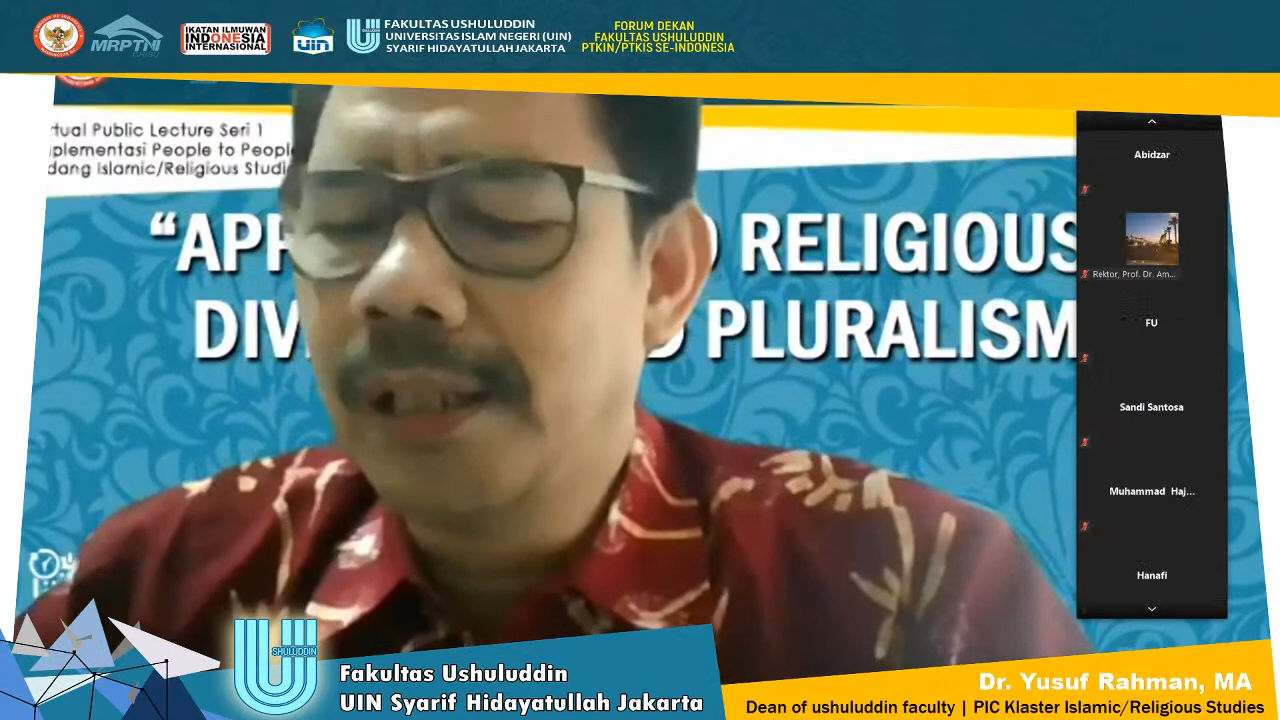 MRPTNI
IKATAN ILMUWAN
INDONESIA
INTERNASIONAL
uin
FAKULTAS USHULUDDIN
UNIVERSITAS ISLAM NEGERI (UIN)
SYARIF HIDAYATULLAH JAKARTA
FORUM DEKAN
FAKULTAS USHULUDDIN
PTKIN/PTKIS SE-INDONESIA
rtual Public Lecture Seri 1
plementasi People to People
dang Islamic/Religious Studi
“APP
RELIGIOUS
DIV
PLURALISM
Abidzar
Rektor, Prof. Dr. Am...
FU
Sandi Santosa
Muhammad Haj...
Hanafi
USHULUDDIN
Fakultas Ushuluddin
UIN Syarif Hidayatullah Jakarta
Dr. Yusuf Rahman, MA
Dean of ushuluddin faculty | PIC Klaster Islamic/Religious Studies